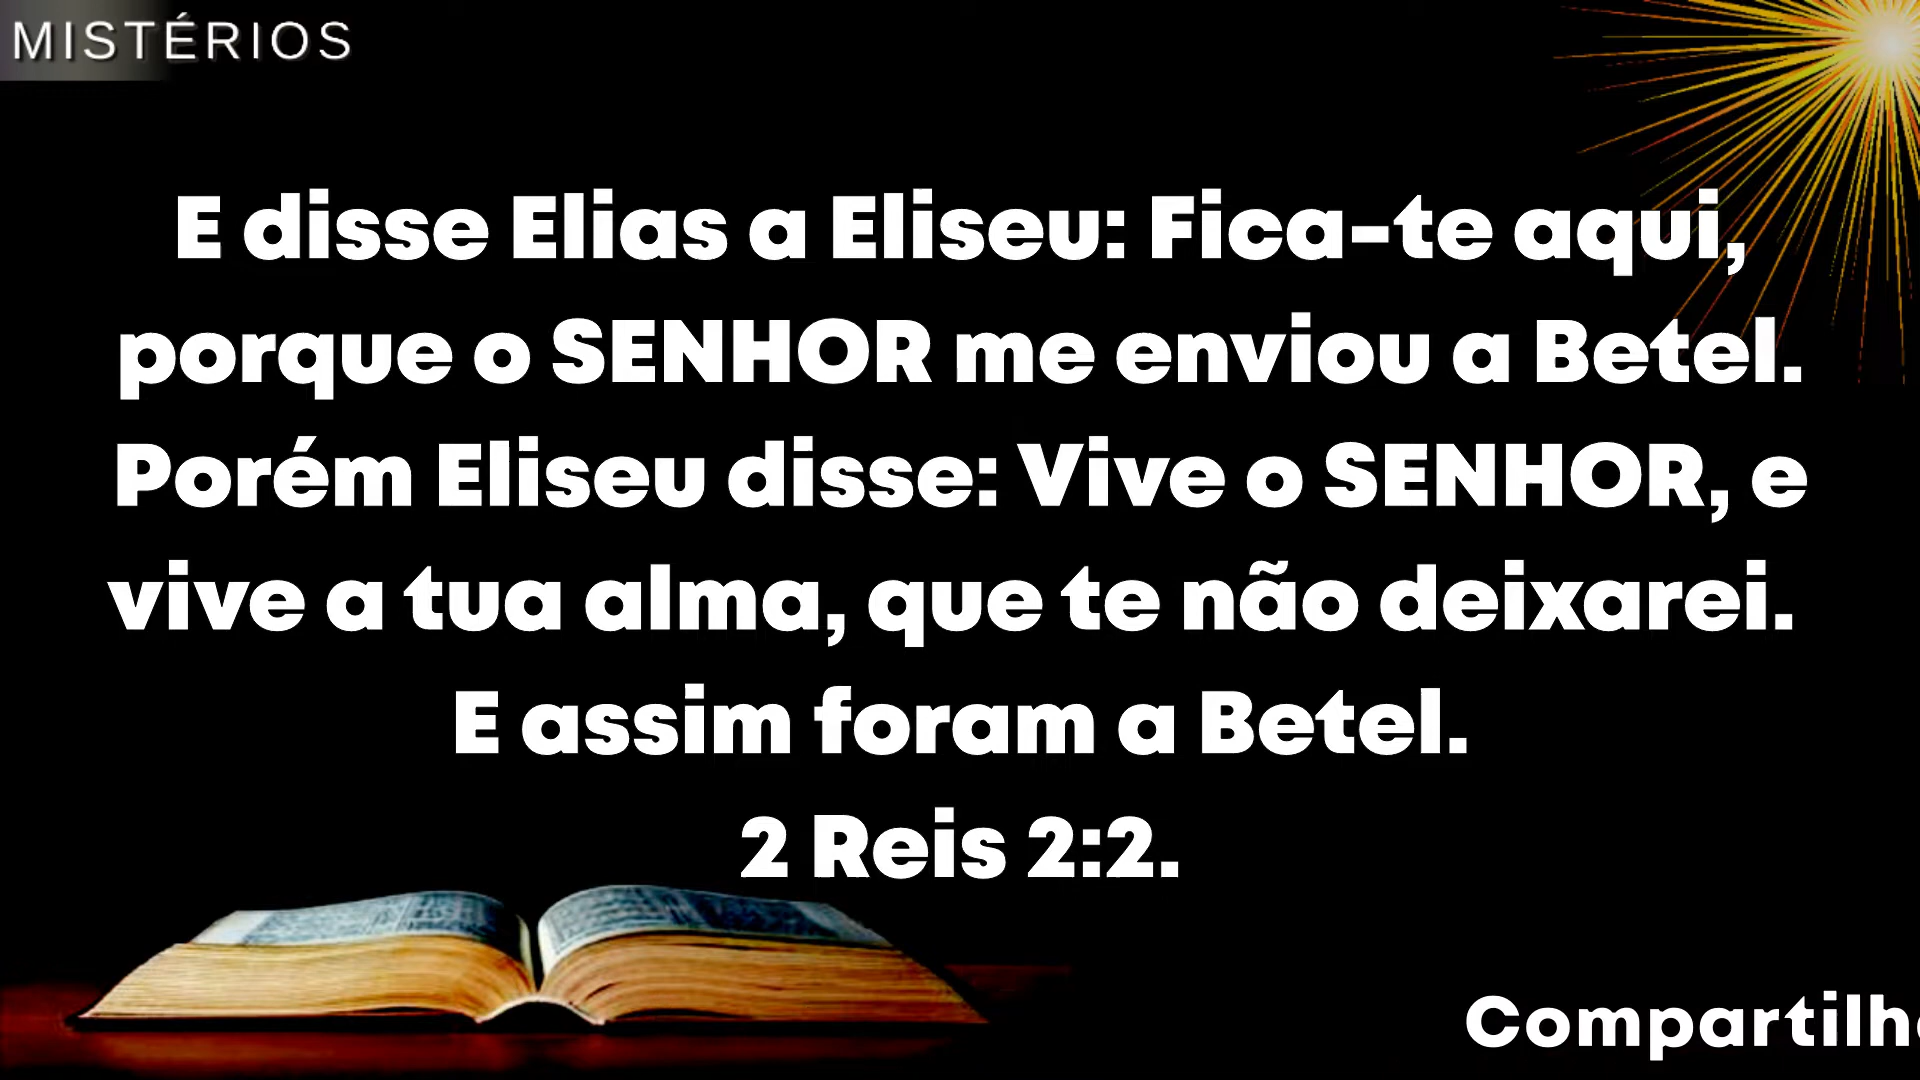 MISTÉRIOS
E disse Elias a Eliseu: Fica-te aqui,
porque o SENHOR me enviou a Betel.
Porém Eliseu disse: Vive o SENHOR, e
vive a tua alma, que te não deixarei.
E assim foram a Betel.
2 Reis 2:2.